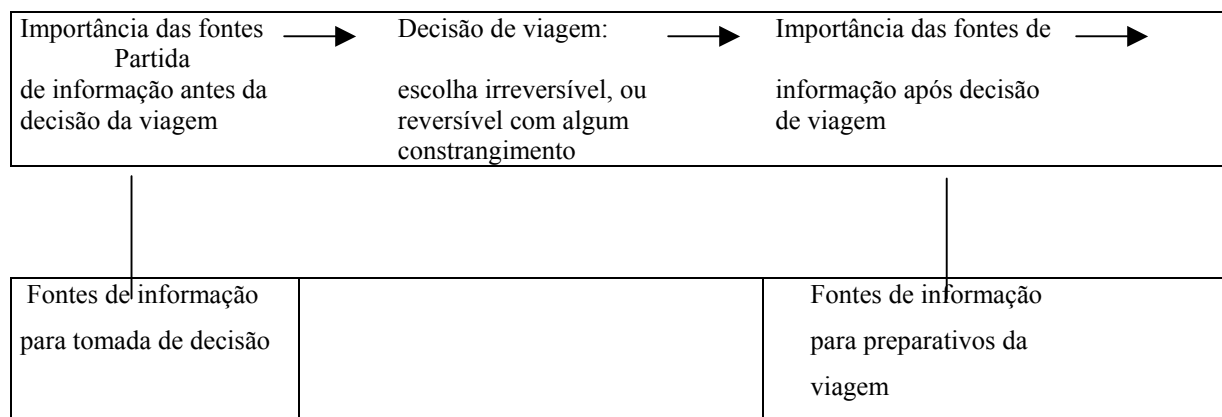 Importância das fontes
Partida
de informação antes da
decisão da viagem
Decisão de viagem:
escolha irreversível, ou
reversível com algum
constrangimento
Importância das fontes de
informação após decisão
de viagem
Fontes de informação
para tomada de decisão
Fontes de informação
para preparativos da
viagem